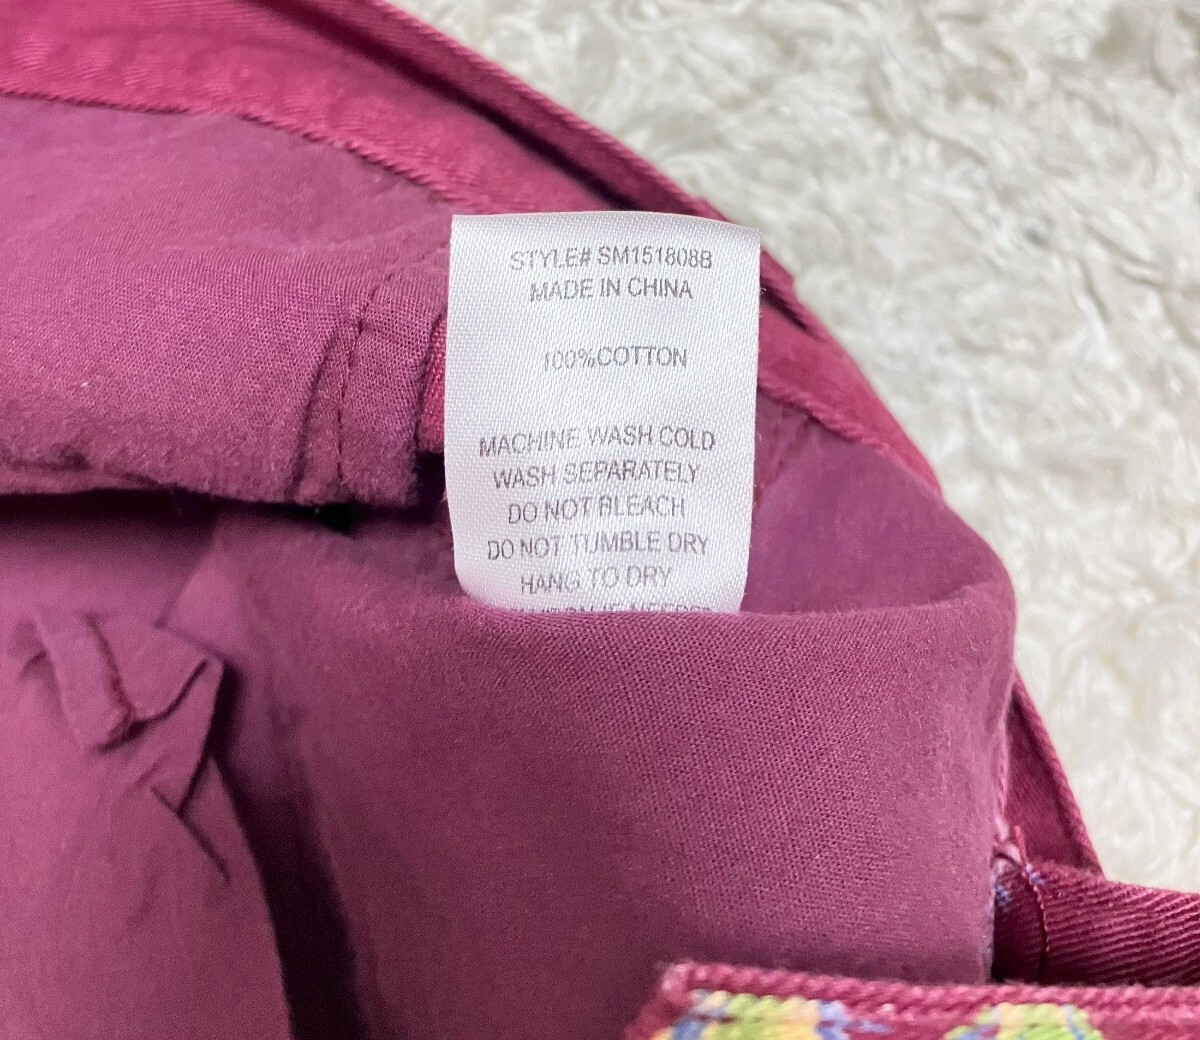 STYLE# SM151808B
MADE IN CHINA
100%COTTON
MACHINE WASH COLD
WASH SEPARATELY
DO NOT BLEACH
DO NOT TUMBLE DRY
HANG TO DRY